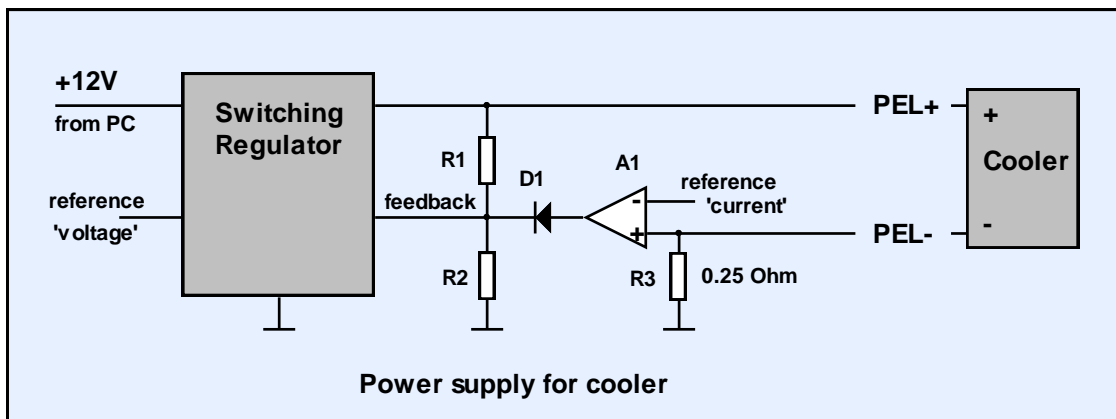 +12V
from PC
Switching
Regulator
reference
'voltage'
feedback
R1
R2
D1
A1
-
+
reference
'current'
R3
0.25 Ohm
PEL+
PEL-
+
Cooler
-
Power supply for cooler